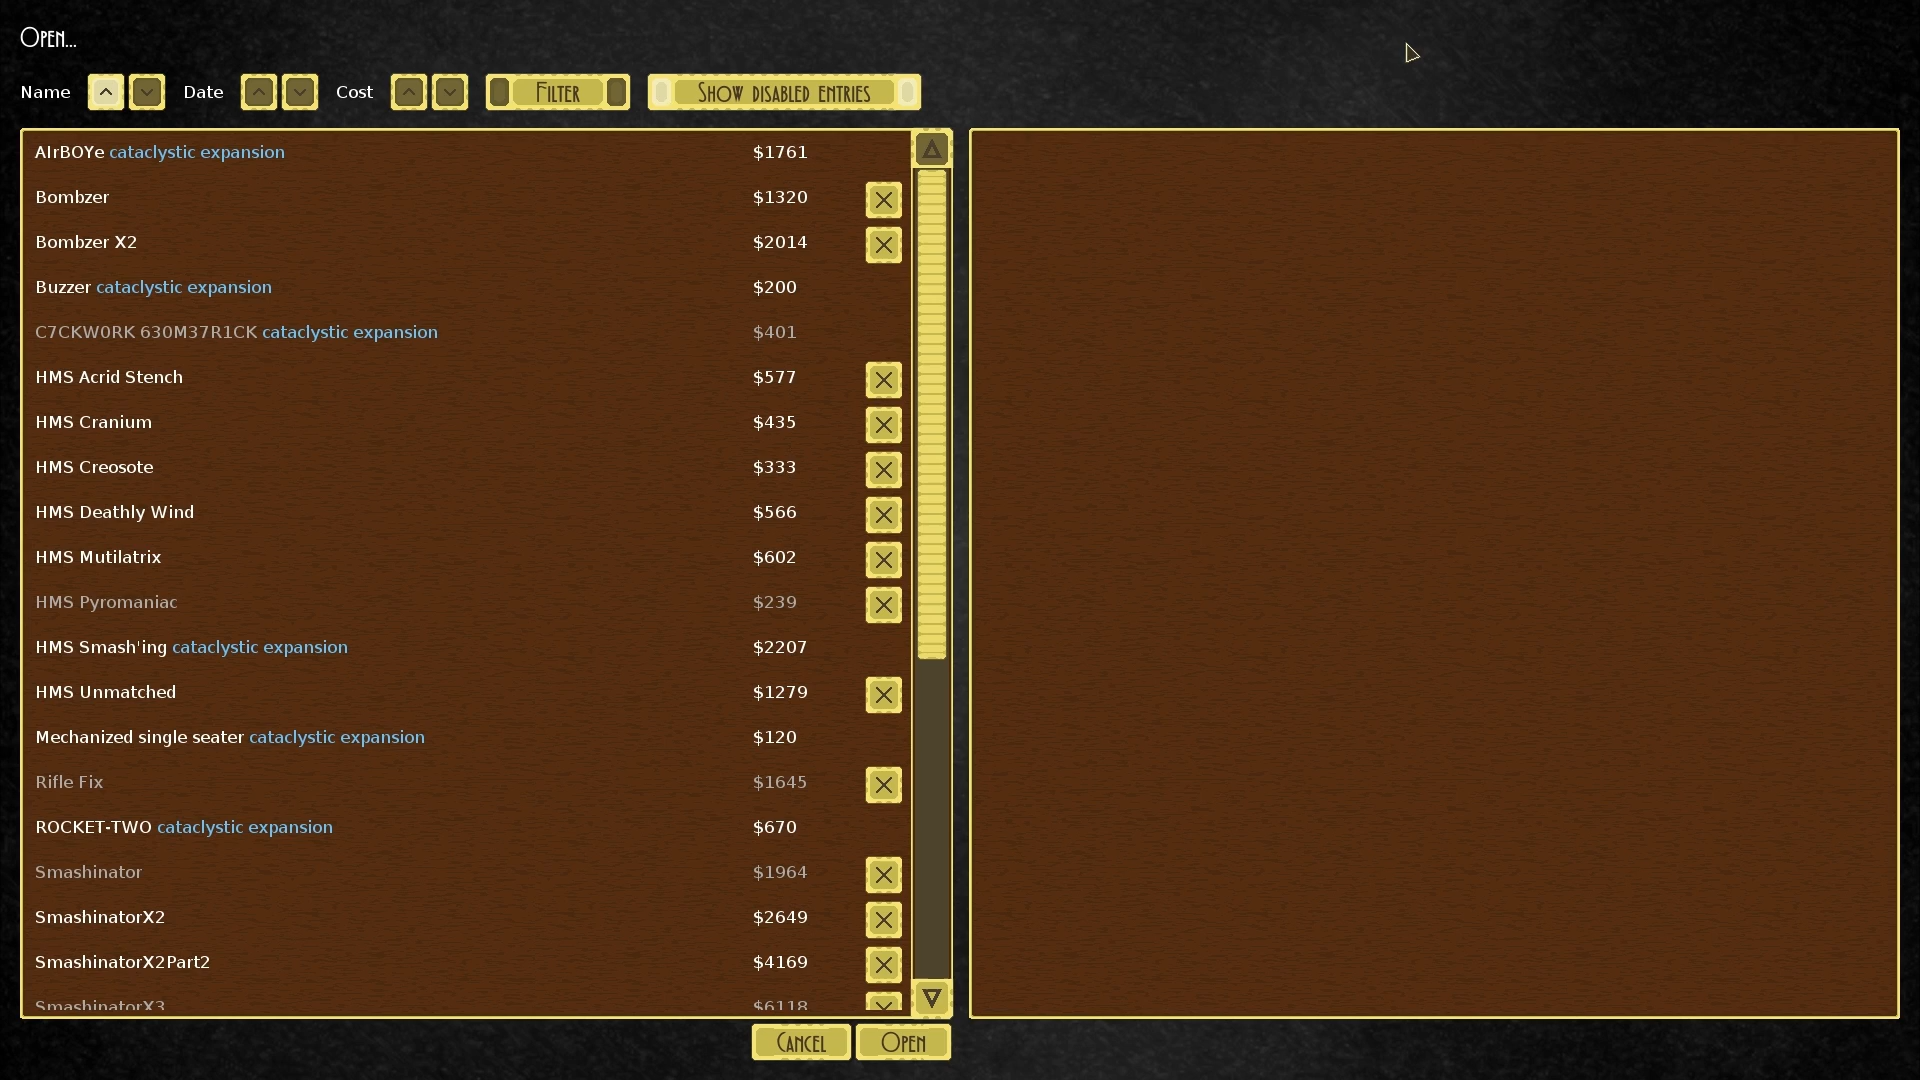 Open...
Name Date Cost Filter Show disabled entries
AIrBOYe cataclystic expansion $1761
Bombzer $1320
Bombzer X2 $2014
Buzzer cataclystic expansion $200
C7CKW0RK 630M37R1CK cataclystic expansion $401
HMS Acrid Stench $577
HMS Cranium $435
HMS Creosote $333
HMS Deathly Wind $566
HMS Mutilatrix $602
HMS Pyromaniac $239
HMS Smash'ing cataclystic expansion $2207
HMS Unmatched $1279
Mechanized single seater cataclystic expansion $120
Rifle Fix $1645
ROCKET-TWO cataclystic expansion $670
Smashinator $1964
SmashinatorX2 $2649
SmashinatorX2Part2 $4169
SmashinatorX3 $6118
Cancel Open